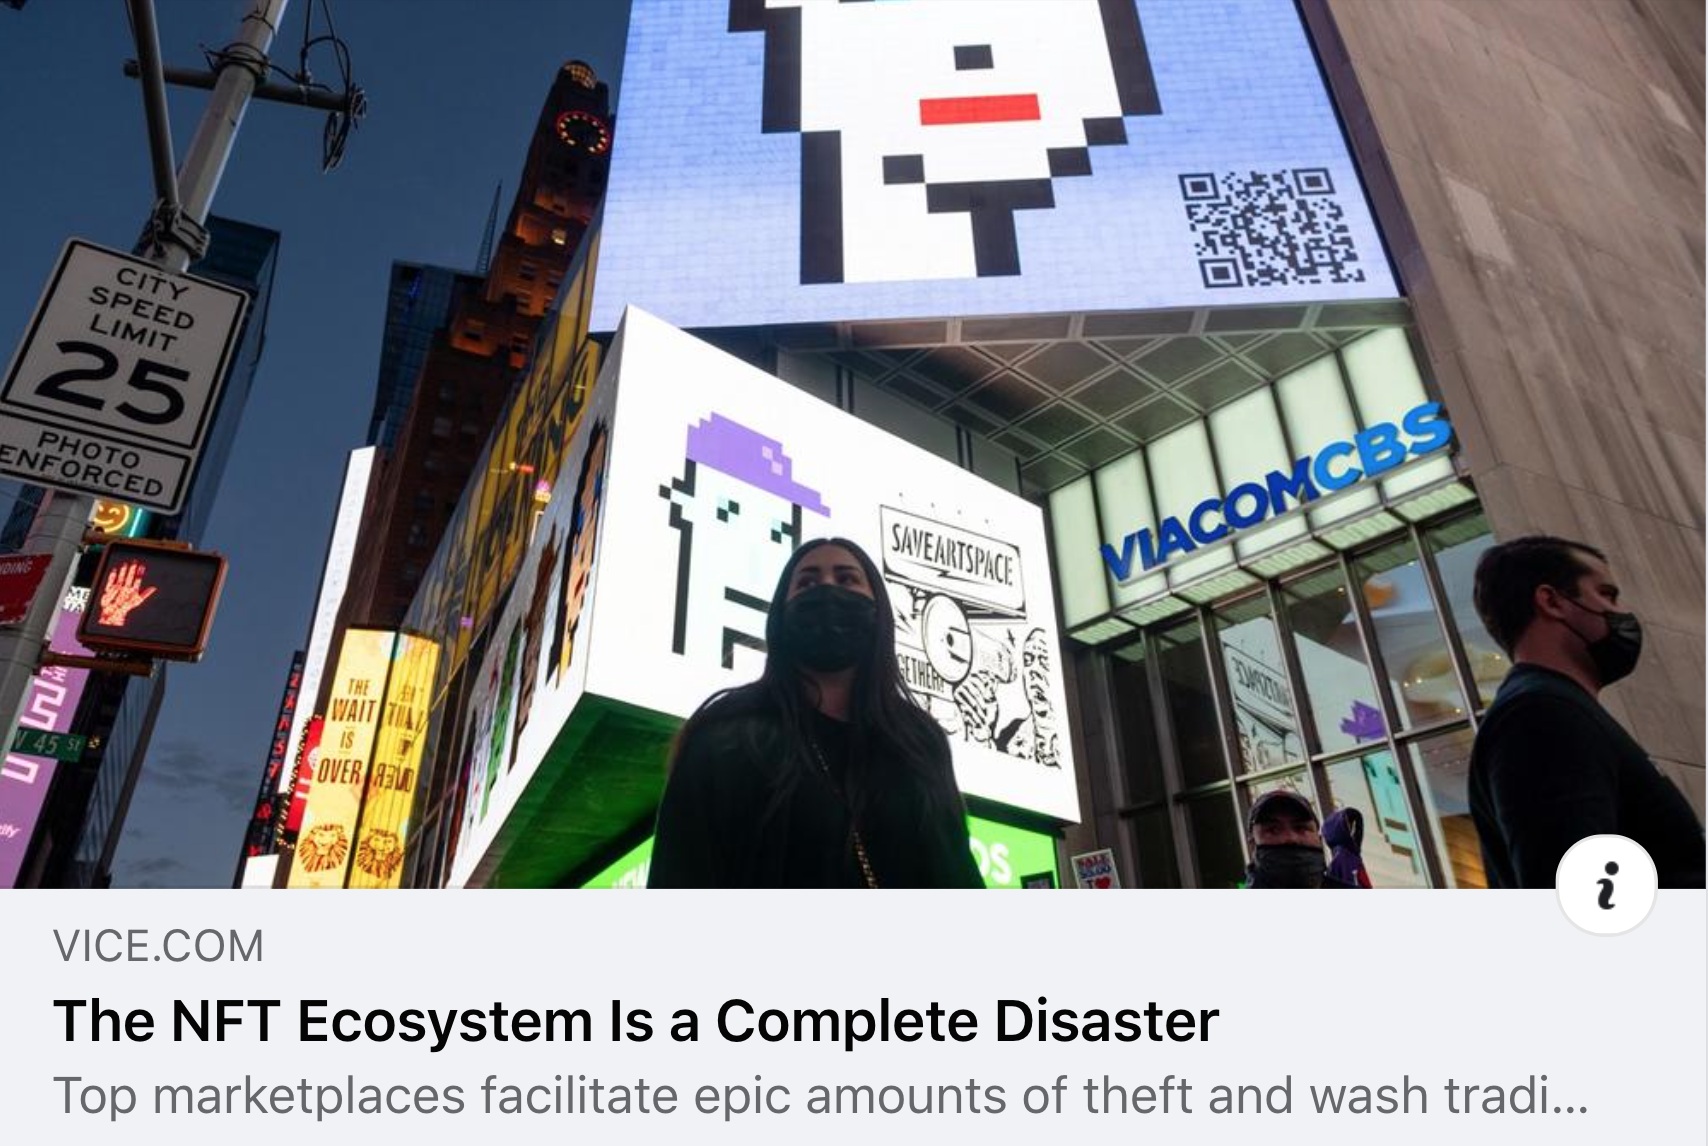 CITY
SPEED
LIMIT
25
PHOTO
ENFORCED
W 45 St
THE
WAIT
IS
OVER
SAVEARTSPACE
VIACOMCBS
VICE.COM
The NFT Ecosystem Is a Complete Disaster
Top marketplaces facilitate epic amounts of theft and wash tradi...